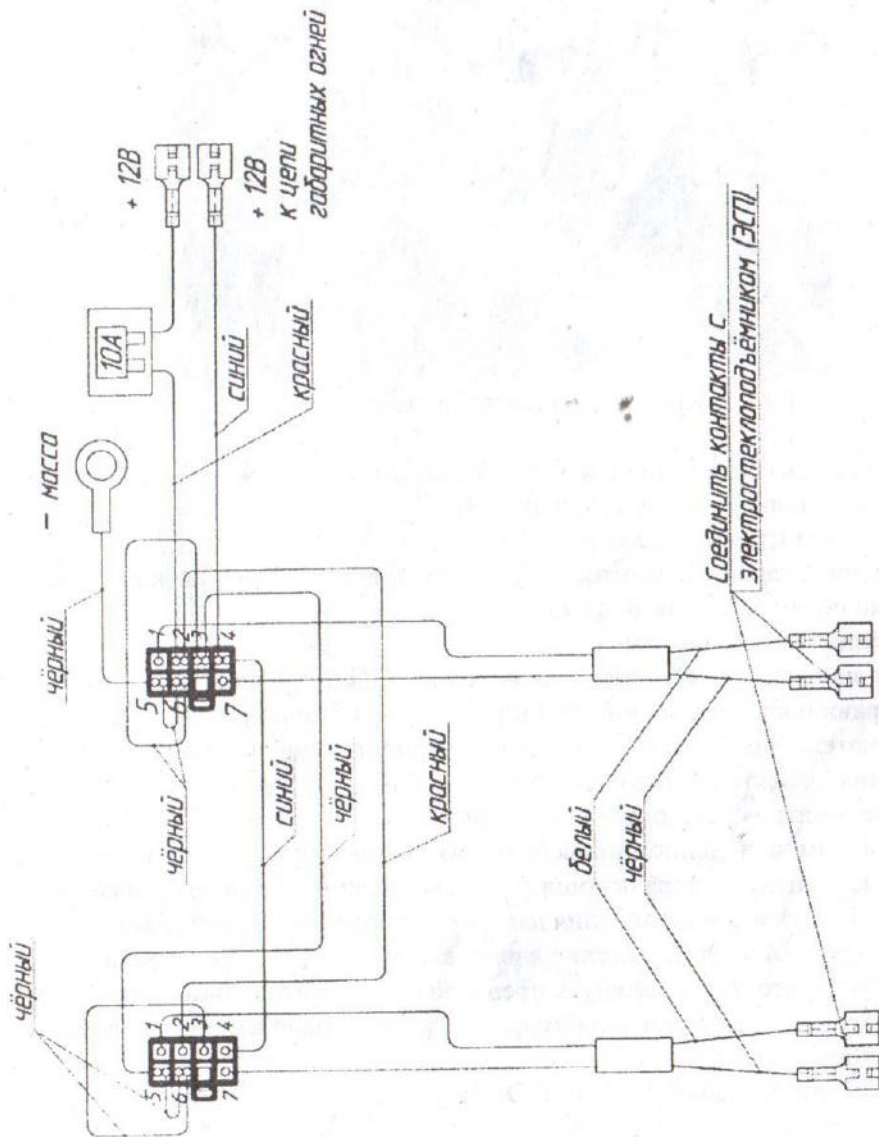 + 12В
+ 12В
к цепи
габаритных огней
10А
синий
красный
– масса
чёрный
1
2
3
4
5
6
7
чёрный
синий
чёрный
красный
чёрный
1
2
3
4
5
6
7
белый
чёрный
Соединить контакты с
электростеклоподъёмником (ЭСП)